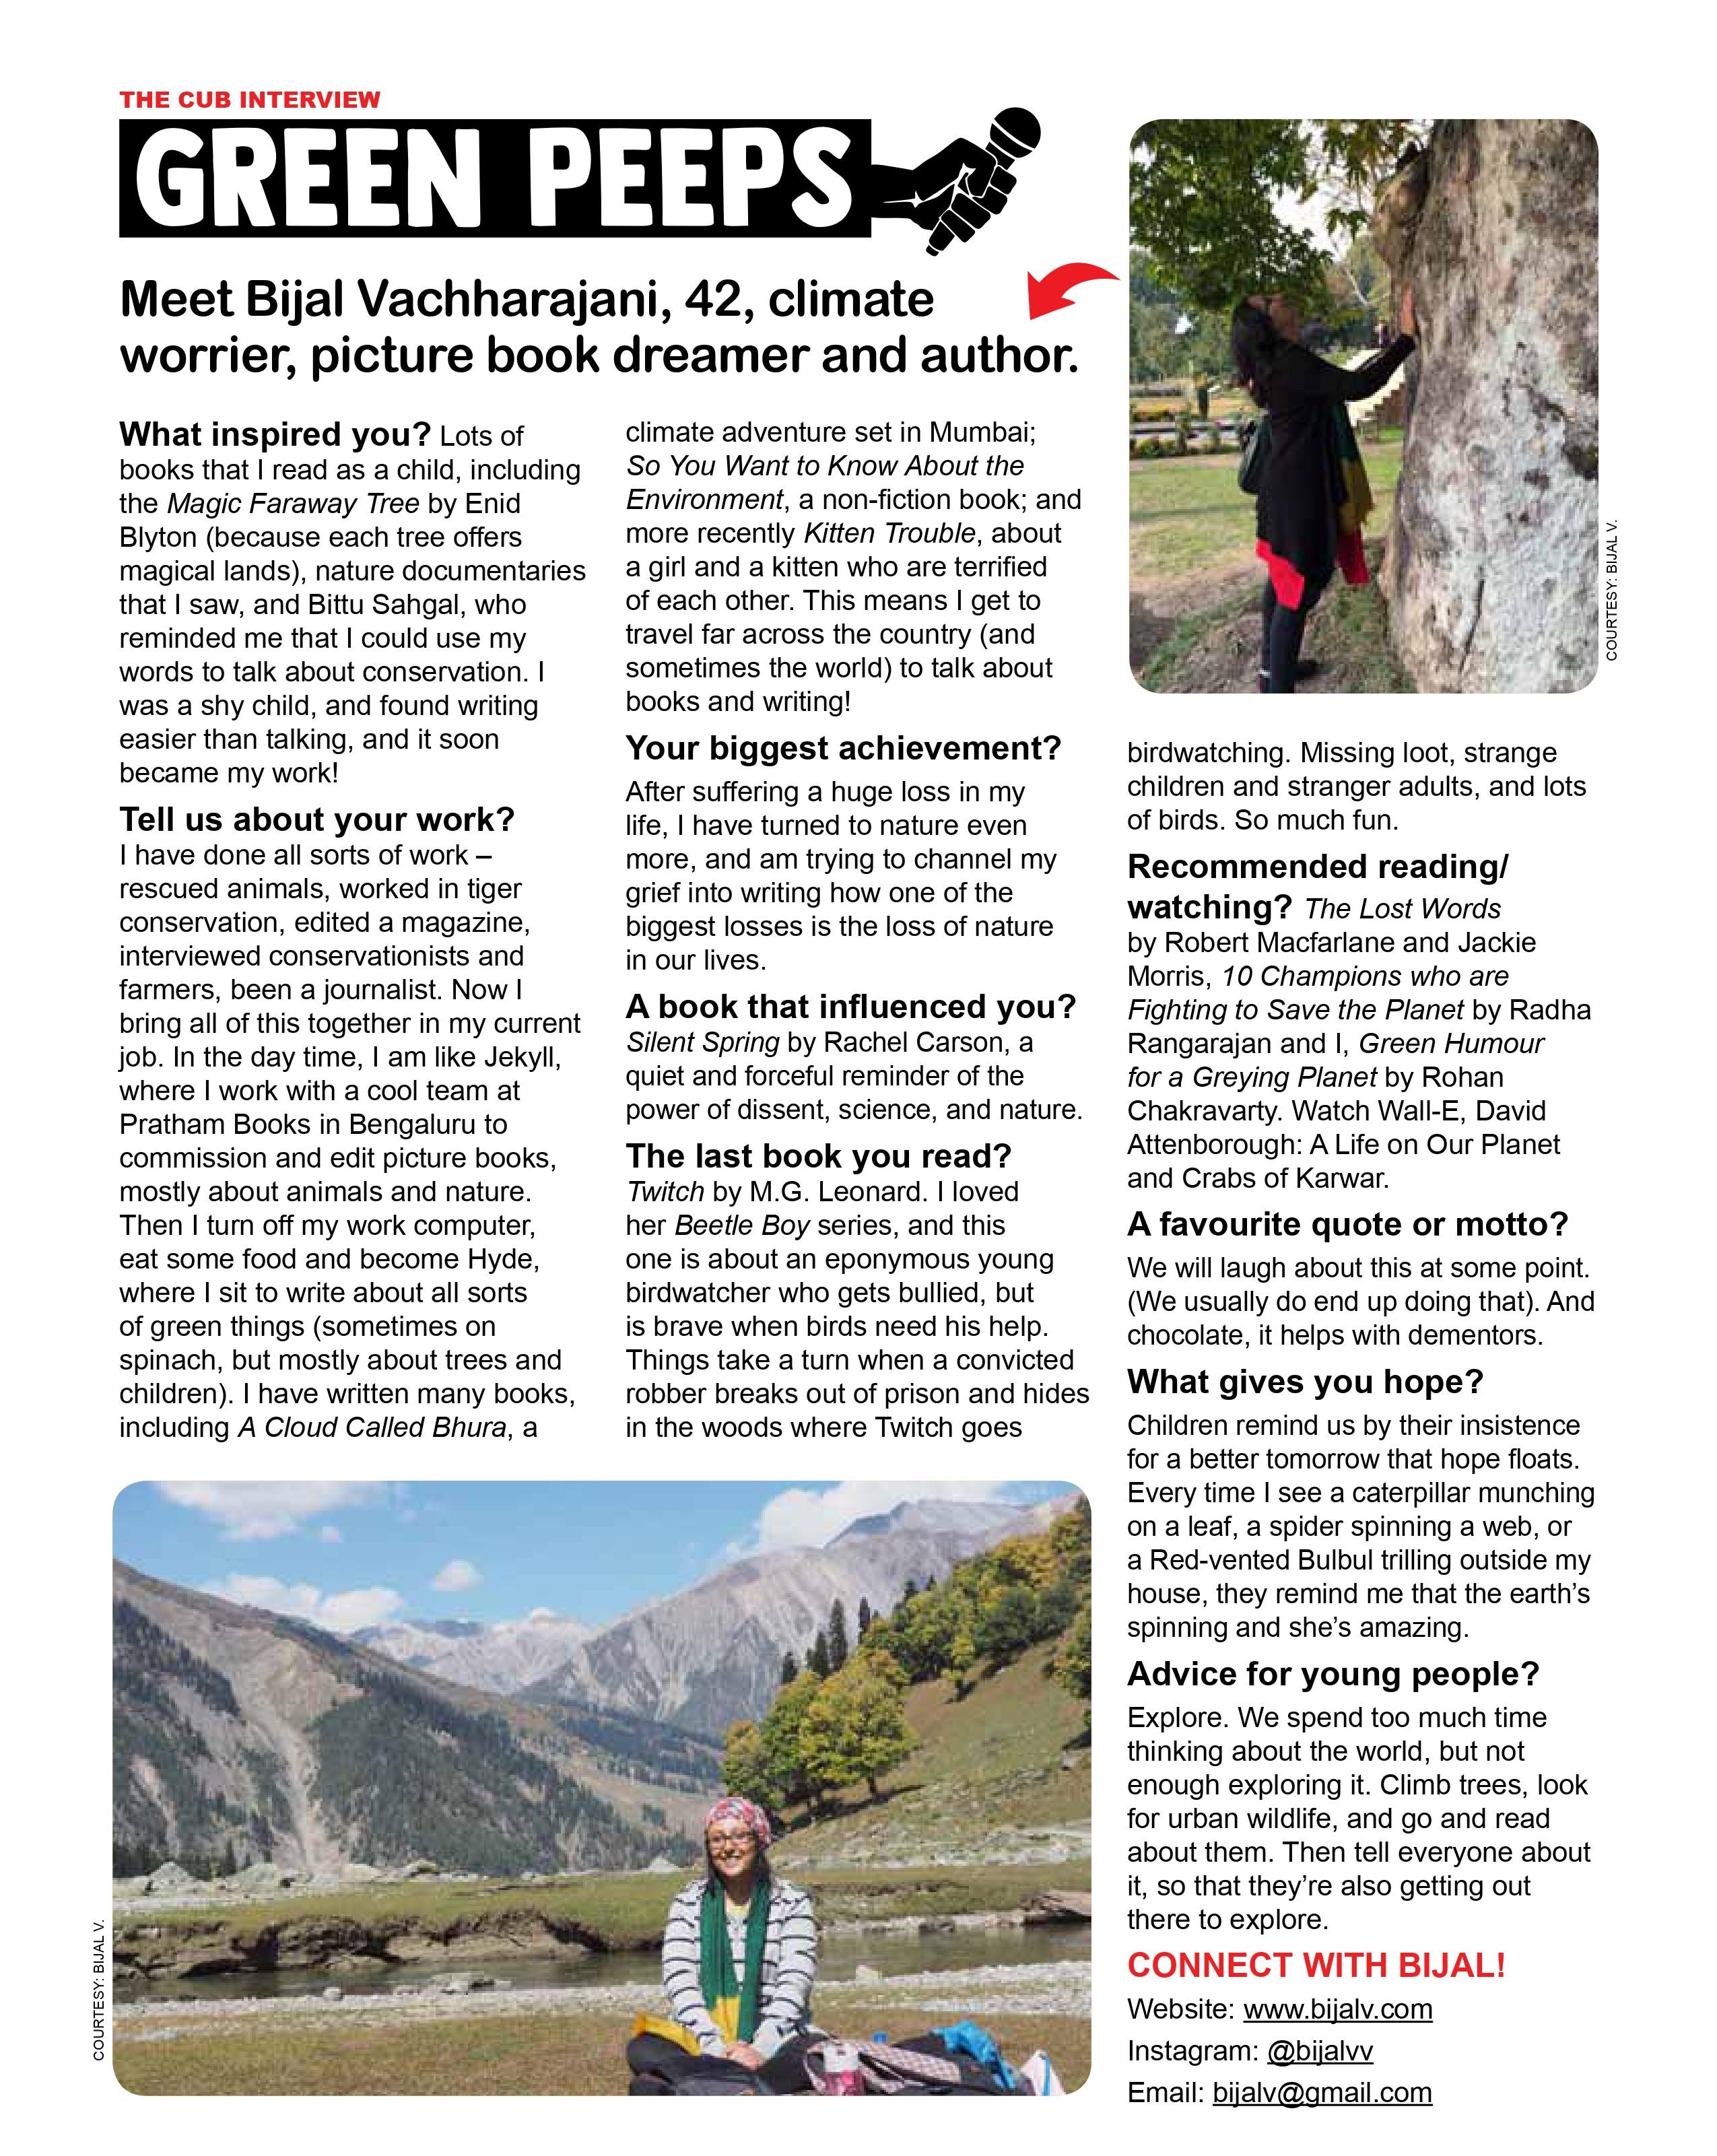 THE CUB INTERVIEW
GREEN PEEPS
Meet Bijal Vachharajani, 42, climate
worrier, picture book dreamer and author.
What inspired you? Lots of
books that I read as a child, including
the Magic Faraway Tree by Enid
Blyton (because each tree offers
magical lands), nature documentaries
that I saw, and Bittu Sahgal, who
reminded me that I could use my
words to talk about conservation. I
was a shy child, and found writing
easier than talking, and it soon
became my work!
Tell us about your work?
I have done all sorts of work –
rescued animals, worked in tiger
conservation, edited a magazine,
interviewed conservationists and
farmers, been a journalist. Now I
bring all of this together in my current
job. In the day time, I am like Jekyll,
where I work with a cool team at
Pratham Books in Bengaluru to
commission and edit picture books,
mostly about animals and nature.
Then I turn off my work computer,
eat some food and become Hyde,
where I sit to write about all sorts
of green things (sometimes on
spinach, but mostly about trees and
children). I have written many books,
including A Cloud Called Bhura, a
climate adventure set in Mumbai;
So You Want to Know About the
Environment, a non-fiction book; and
more recently Kitten Trouble, about
a girl and a kitten who are terrified
of each other. This means I get to
travel far across the country (and
sometimes the world) to talk about
books and writing!
Your biggest achievement?
After suffering a huge loss in my
life, I have turned to nature even
more, and am trying to channel my
grief into writing how one of the
biggest losses is the loss of nature
in our lives.
A book that influenced you?
Silent Spring by Rachel Carson, a
quiet and forceful reminder of the
power of dissent, science, and nature.
The last book you read?
Twitch by M.G. Leonard. I loved
her Beetle Boy series, and this
one is about an eponymous young
birdwatcher who gets bullied, but
is brave when birds need his help.
Things take a turn when a convicted
robber breaks out of prison and hides
in the woods where Twitch goes
COURTESY: BIJAL V.
birdwatching. Missing loot, strange
children and stranger adults, and lots
of birds. So much fun.
Recommended reading/
watching? The Lost Words
by Robert Macfarlane and Jackie
Morris, 10 Champions who are
Fighting to Save the Planet by Radha
Rangarajan and I, Green Humour
for a Greying Planet by Rohan
Chakravarty. Watch Wall-E, David
Attenborough: A Life on Our Planet
and Crabs of Karwar.
A favourite quote or motto?
We will laugh about this at some point.
(We usually do end up doing that). And
chocolate, it helps with dementors.
What gives you hope?
Children remind us by their insistence
for a better tomorrow that hope floats.
Every time I see a caterpillar munching
on a leaf, a spider spinning a web, or
a Red-vented Bulbul trilling outside my
house, they remind me that the earth’s
spinning and she’s amazing.
Advice for young people?
Explore. We spend too much time
thinking about the world, but not
enough exploring it. Climb trees, look
for urban wildlife, and go and read
about them. Then tell everyone about
it, so that they’re also getting out
there to explore.
CONNECT WITH BIJAL!
Website: www.bijalv.com
Instagram: @bijalvv
Email: bijalv@gmail.com
COURTESY: BIJAL V.